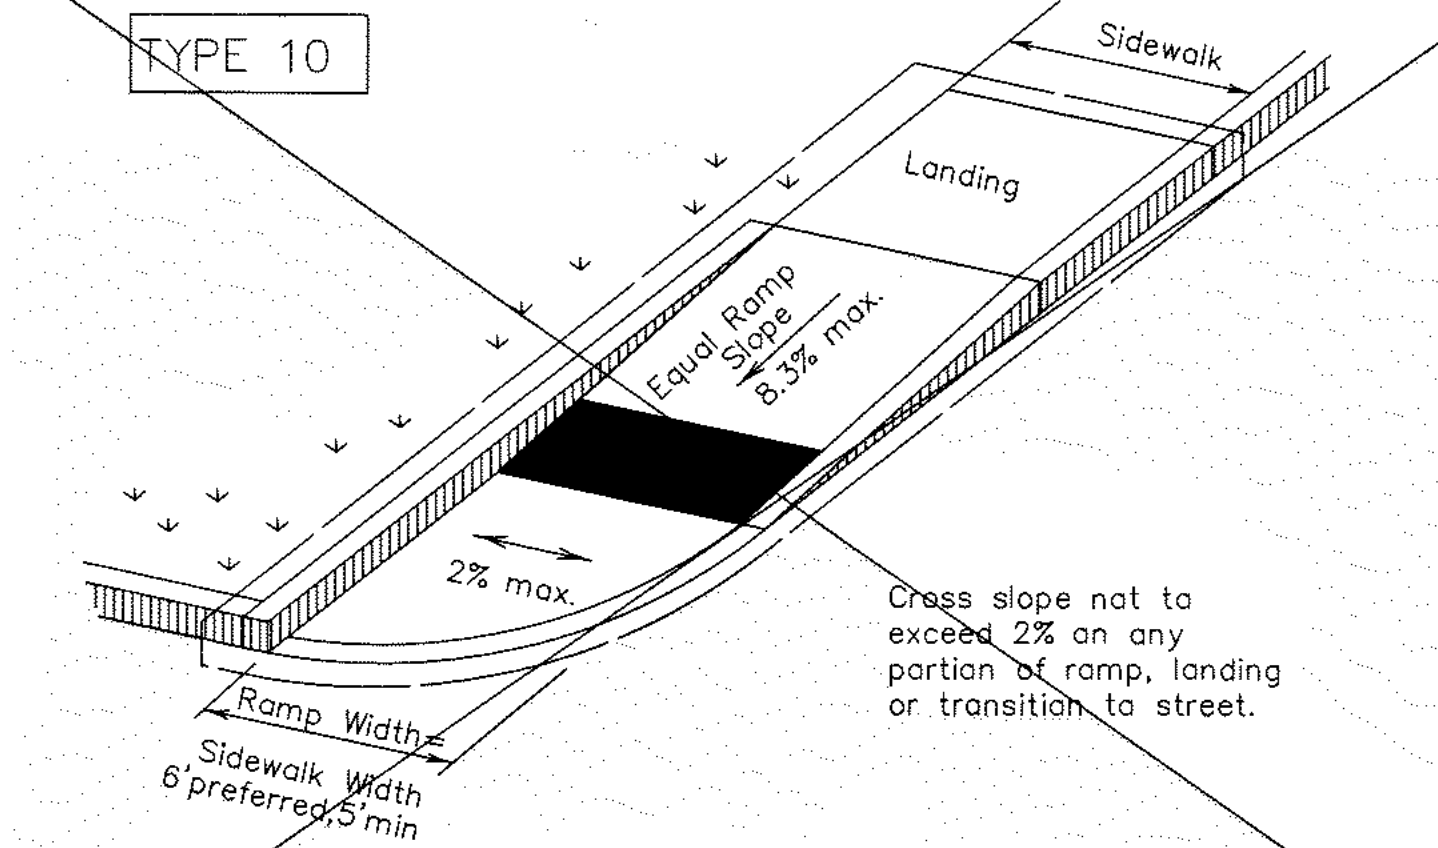 TYPE 10
Sidewalk
Landing
Equal Ramp
Slope
8.3% max.
2% max.
Cross slope nat ta
exceed 2% an any
partian of ramp, landing
or transitian ta street.
Ramp Width=
Sidewalk Width
6'preferred,5'min